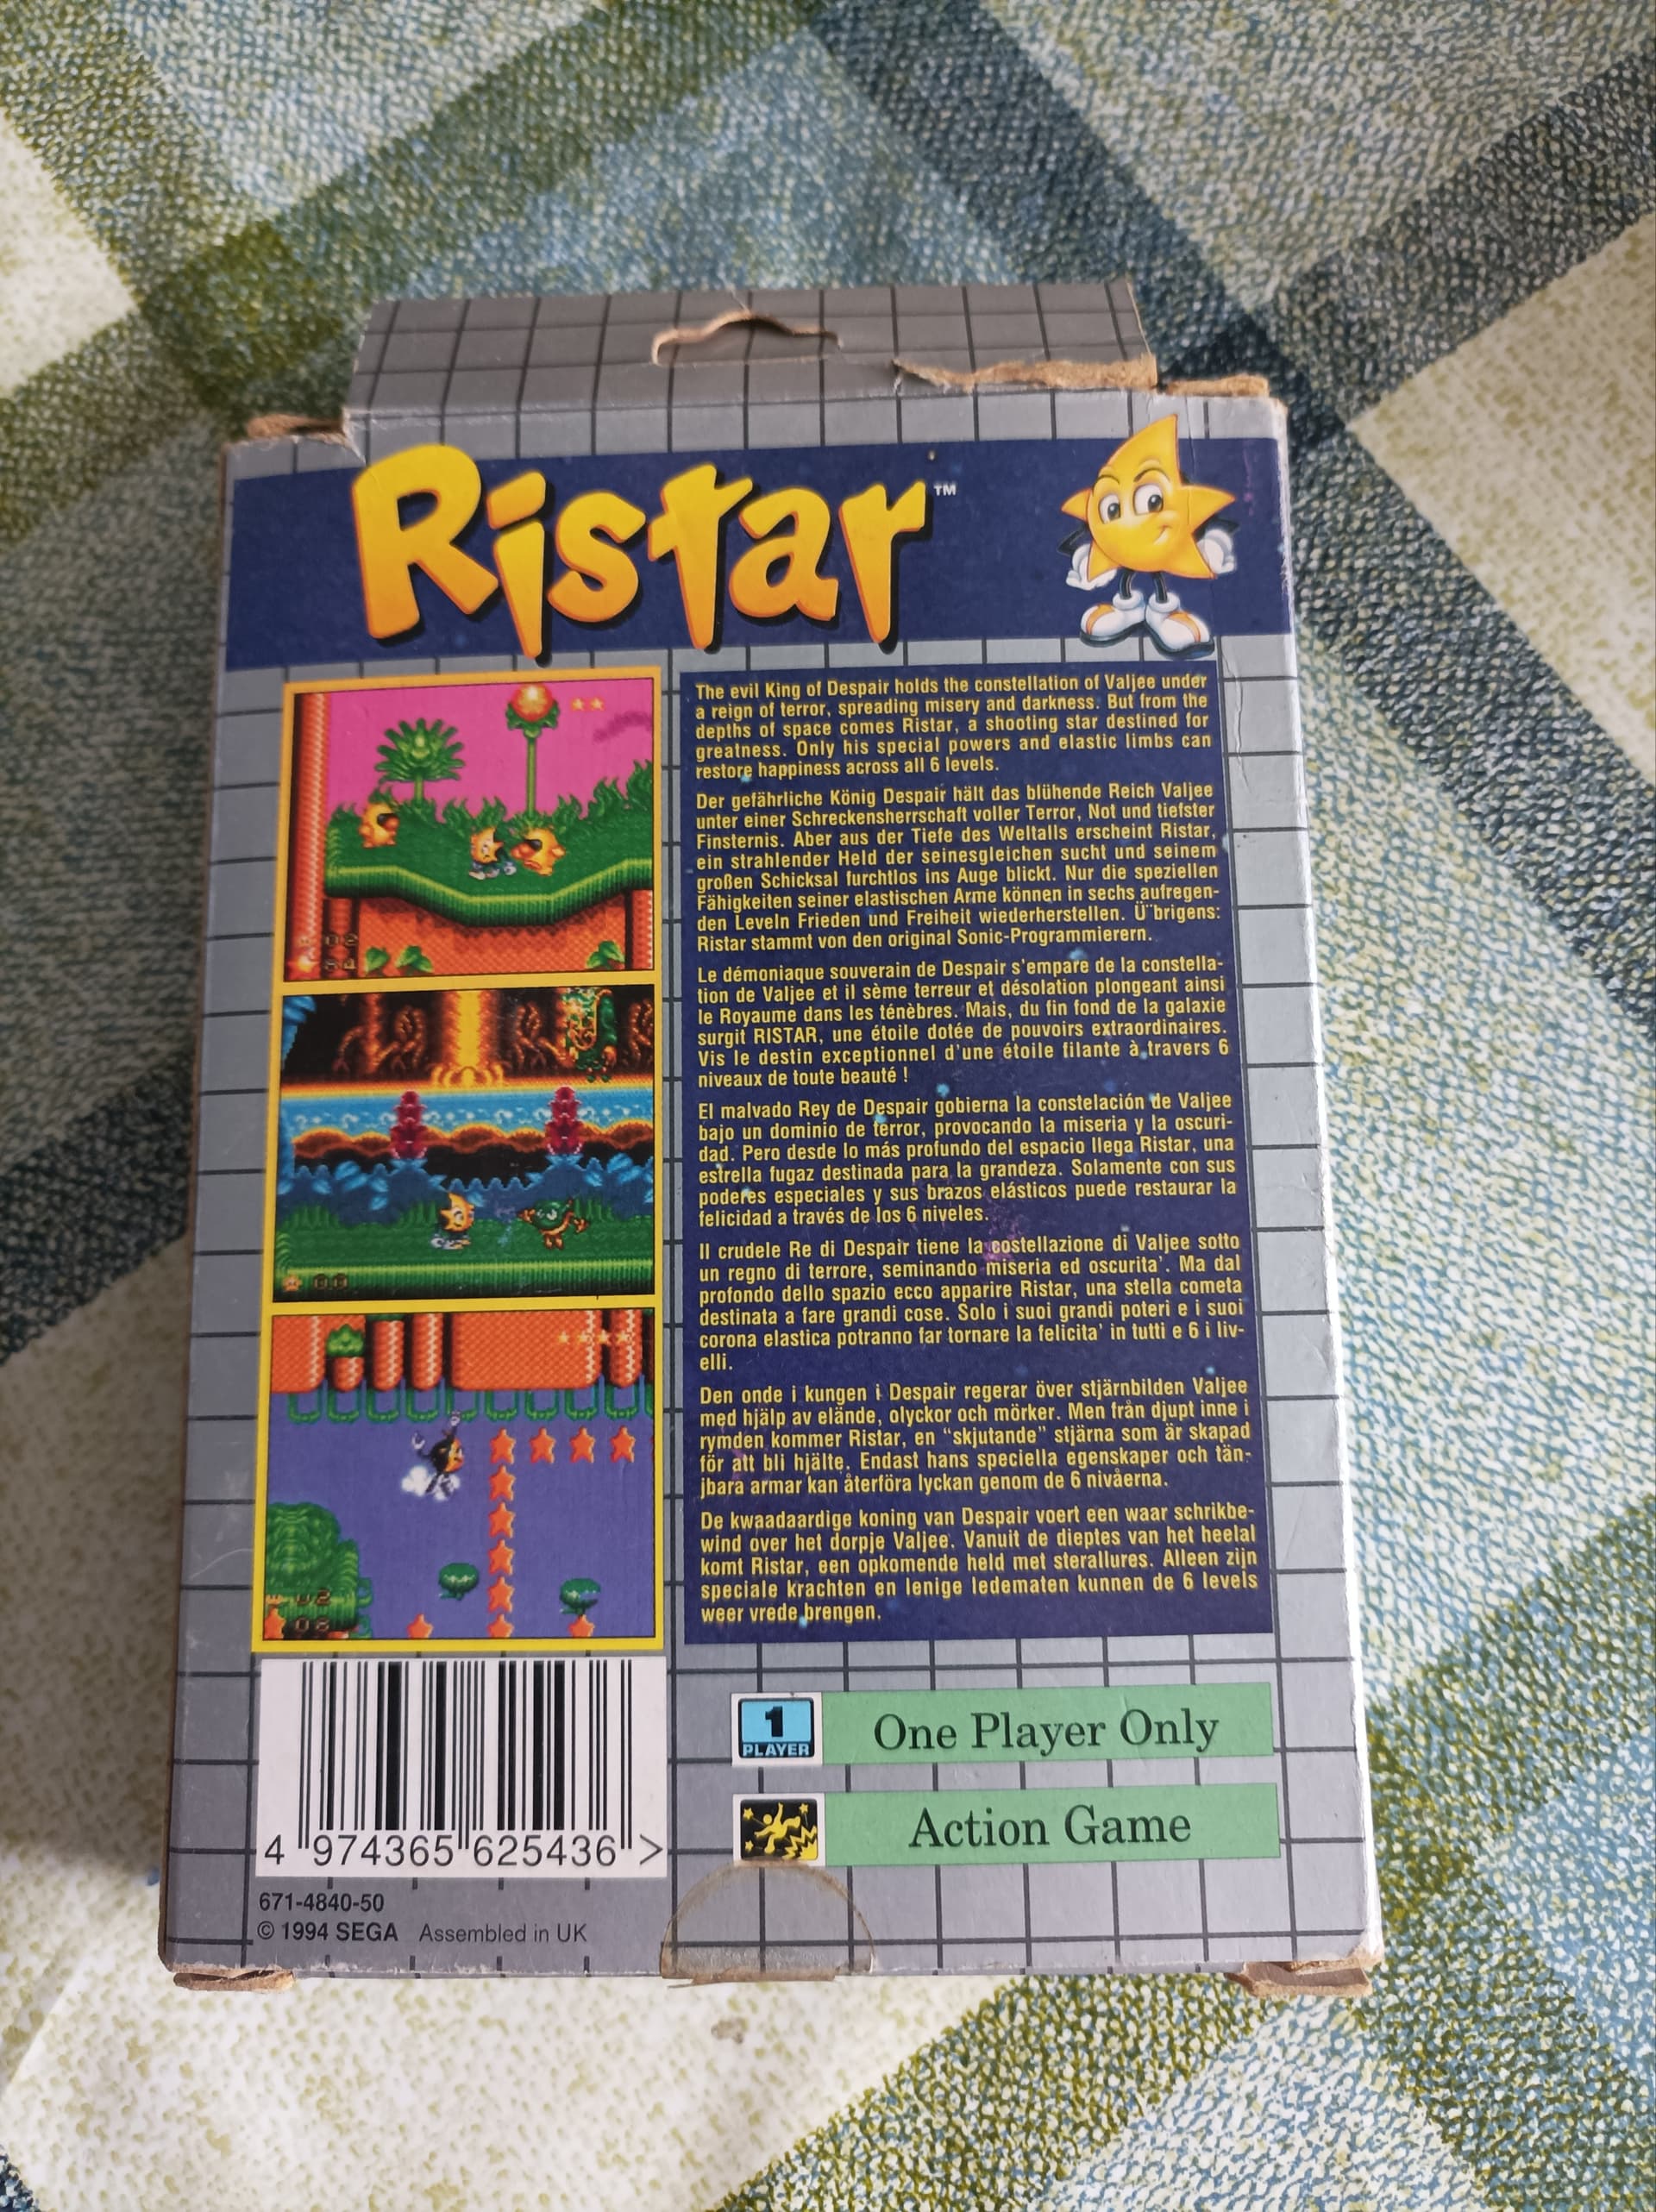 Ristar™
The evil King of Despair holds the constellation of Valjee under
a reign of terror, spreading misery and darkness. But from the
depths of space comes Ristar, a shooting star destined for
greatness. Only his special powers and elastic limbs can
restore happiness across all 6 levels.
Der gefährliche König Despair hält das blühende Reich Valjee
unter einer Schreckensherrschaft voller Terror, Not und tiefster
Finsternis. Aber aus der Tiefe des Weltalls erscheint Ristar,
ein strahlender Held der seinesgleichen sucht und seinem
großen Schicksal furchtlos ins Auge blickt. Nur die speziellen
Fähigkeiten seiner elastischen Arme können in sechs aufregen-
den Leveln Frieden und Freiheit wiederherstellen. Ü¨brigens:
Ristar stammt von den original Sonic-Programmierern.
Le démoniaque souverain de Despair s'empare de la constella-
tion de Valjee et il sème terreur et désolation plongeant ainsi
le Royaume dans les ténèbres. Mais, du fin fond de la galaxie
surgit RISTAR, une étoile dotée de pouvoirs extraordinaires.
Vis le destin exceptionnel d'une étoile filante à travers 6
niveaux de toute beauté !
El malvado Rey de Despair gobierna la constelación de Valjee
bajo un dominio de terror, provocando la miseria y la oscuri-
dad. Pero desde lo más profundo del espacio llega Ristar, una
estrella fugaz destinada para la grandeza. Solamente con sus
poderes especiales y sus brazos elásticos puede restaurar la
felicidad a través de los 6 niveles.
Il crudele Re di Despair tiene la costellazione di Valjee sotto
un regno di terrore, seminando miseria ed oscurita'. Ma dal
profondo dello spazio ecco apparire Ristar, una stella cometa
destinata a fare grandi cose. Solo i suoi grandi poteri e i suoi
corona elastica potranno far tornare la felicita' in tutti e 6 i liv-
elli.
Den onde i kungen i Despair regerar över stjärnbilden Valjee
med hjälp av elände, olyckor och mörker. Men från djupt inne i
rymden kommer Ristar, en "skjutande" stjärna som är skapad
för att bli hjälte. Endast hans speciella egenskaper och tän-
jbara armar kan återföra lyckan genom de 6 nivåerna.
De kwaadaardige koning van Despair voert een waar schrikbe-
wind over het dorpje Valjee. Vanuit de dieptes van het heelal
komt Ristar, een opkomende held met sterallures. Alleen zijn
speciale krachten en lenige ledematen kunnen de 6 levels
weer vrede brengen.
1
PLAYER
One Player Only
Action Game
4 974365 625436 >
671-4840-50
© 1994 SEGA Assembled in UK